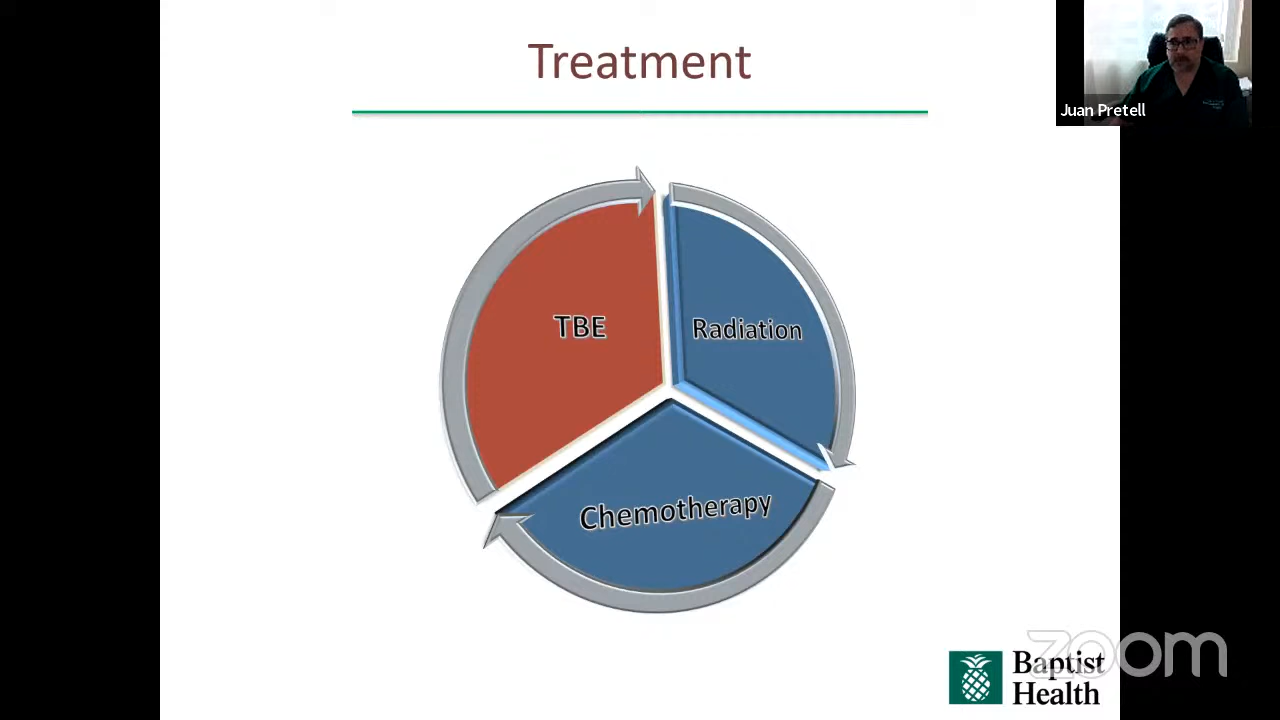 Treatment
Juan Pretell
TBE
Radiation
Chemotherapy
zoom
Baptist
Health